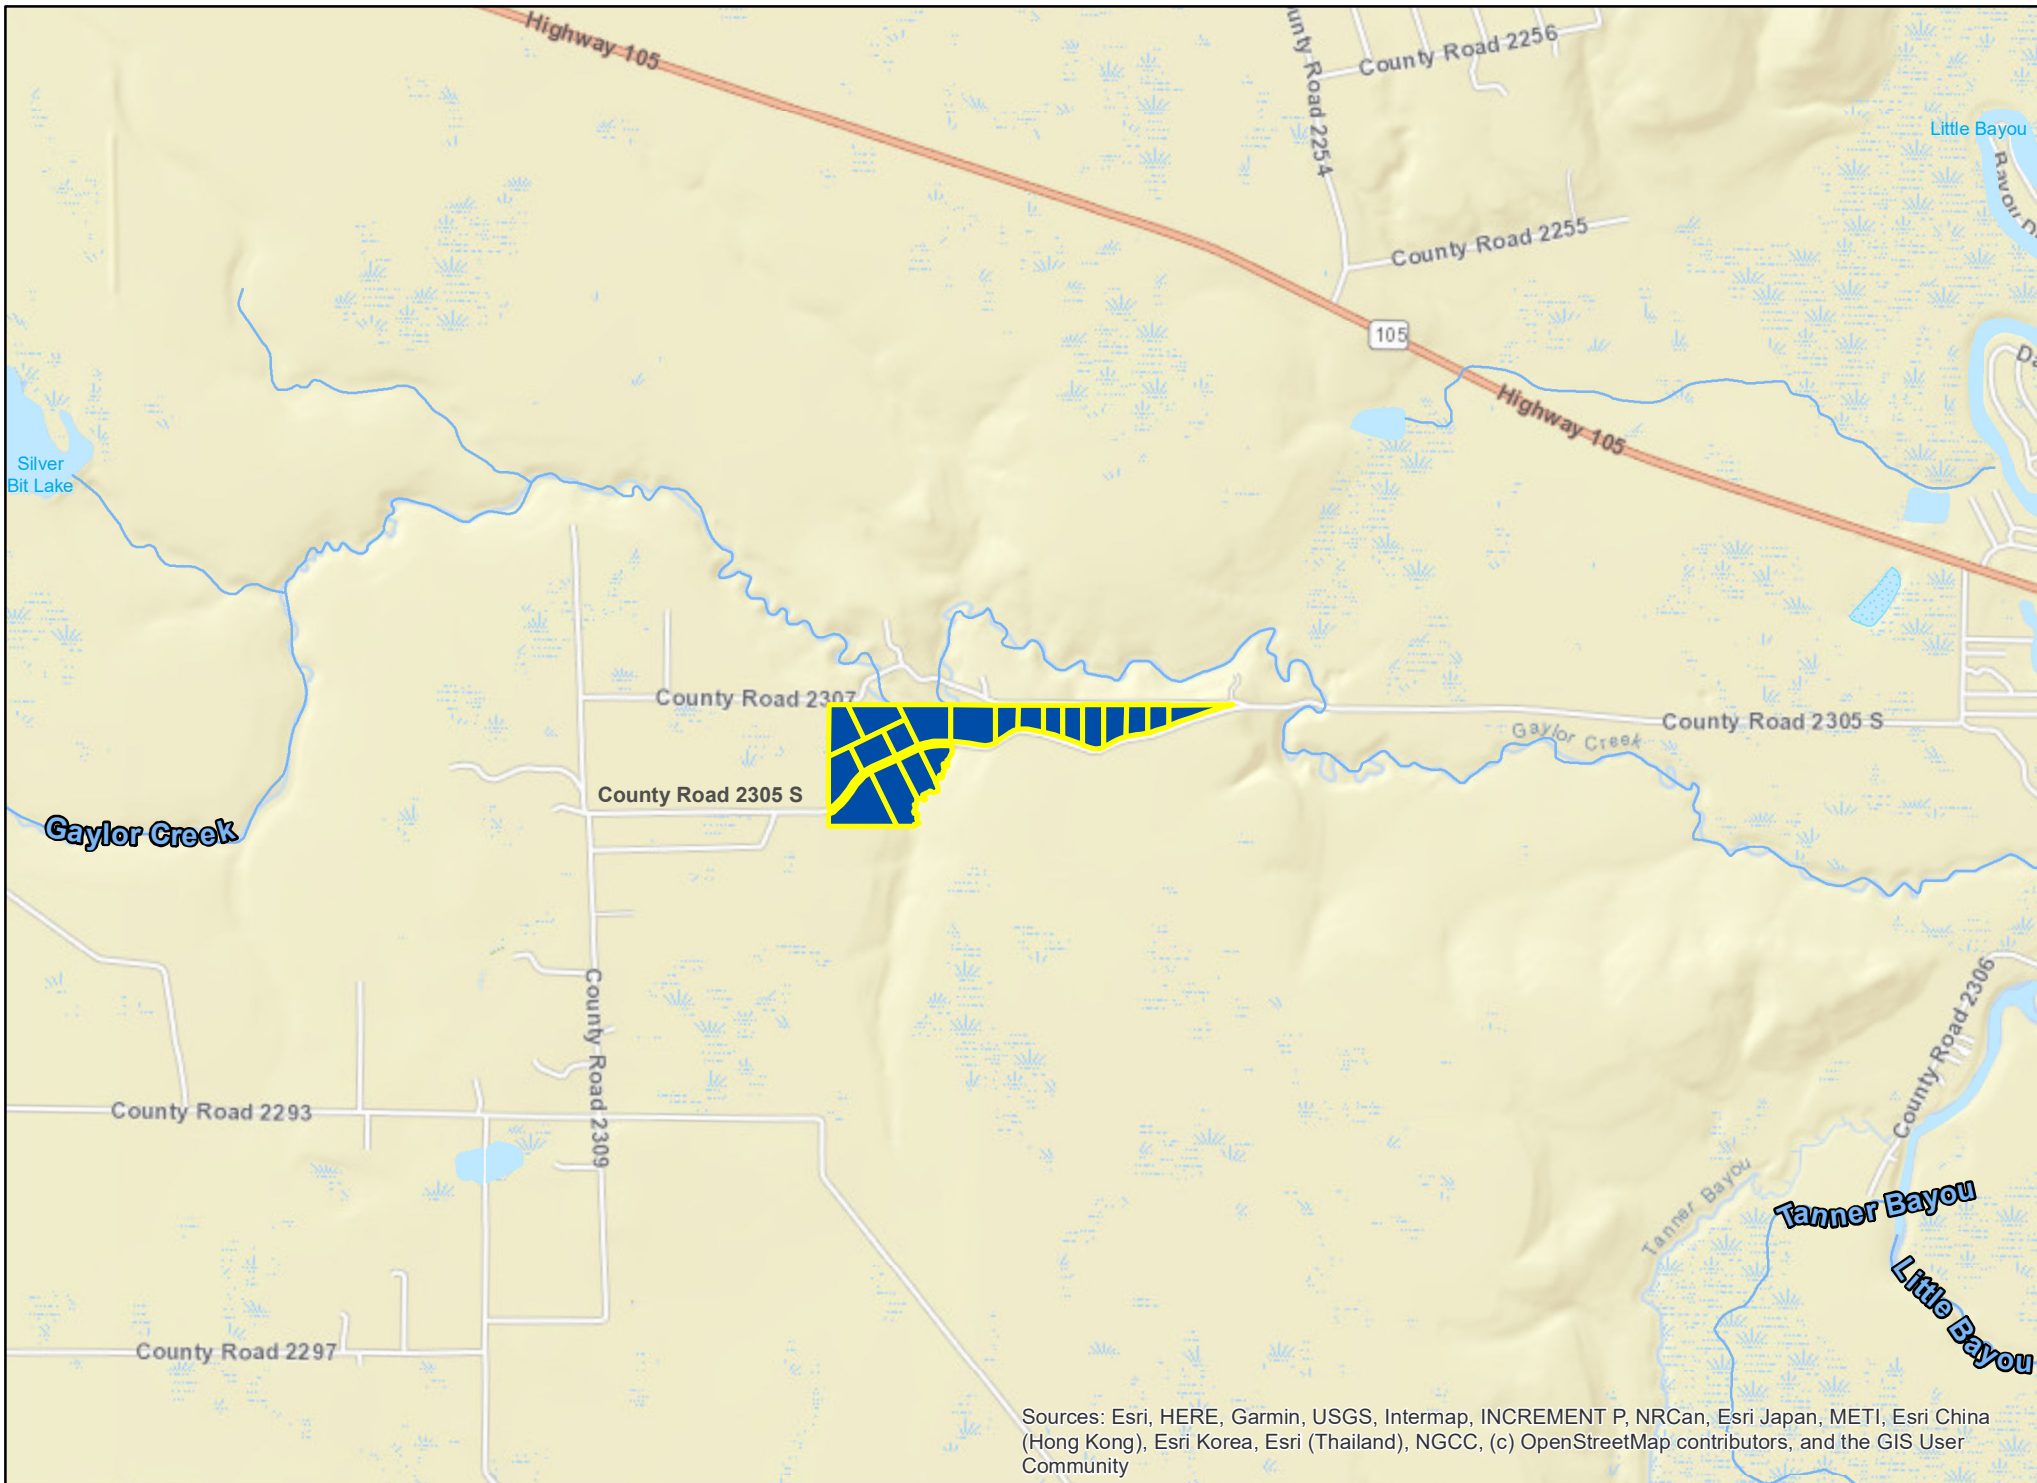 Highway 105
County Road 2256
County Road 2254
Little Bayou
County Road 2255
105
Highway 105
Silver
Bit Lake
County Road 2307
County Road 2305 S
Gaylor Creek
County Road 2305 S
Gaylor Creek
County Road 2309
County Road 2306
County Road 2293
Tanner Bayou
Tanner Bayou
Little Bayou
County Road 2297
Sources: Esri, HERE, Garmin, USGS, Intermap, INCREMENT P, NRCan, Esri Japan, METI, Esri China
(Hong Kong), Esri Korea, Esri (Thailand), NGCC, (c) OpenStreetMap contributors, and the GIS User
Community